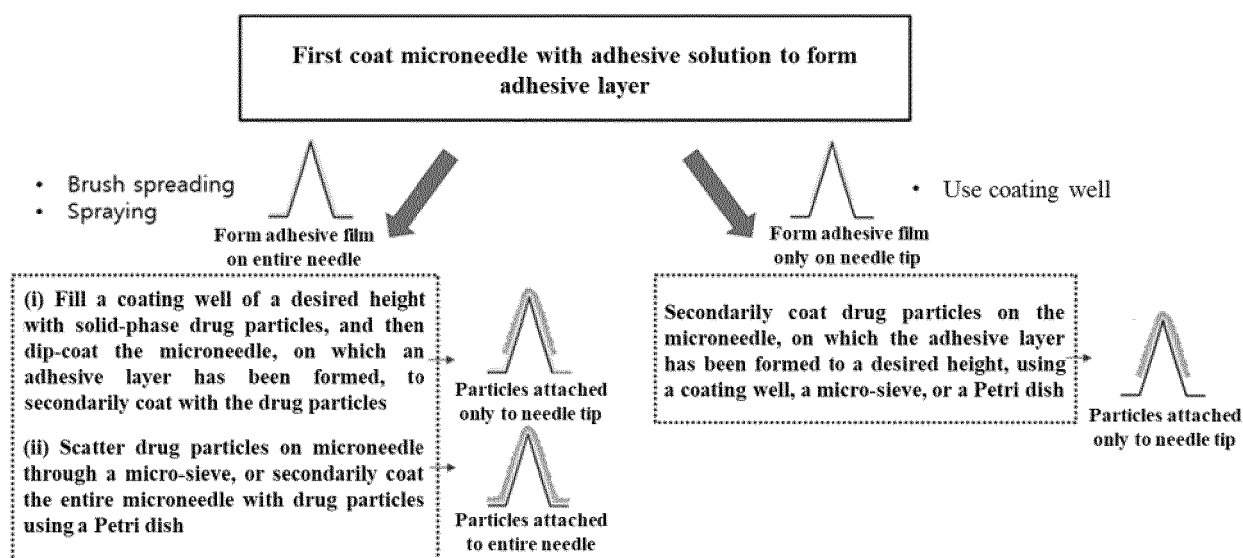 First coat microneedle with adhesive solution to form
adhesive layer
• Brush spreading
• Spraying
Form adhesive film
on entire needle
(i) Fill a coating well of a desired height
with solid-phase drug particles, and then
dip-coat the microneedle, on which an
adhesive layer has been formed, to
secondarily coat with the drug particles
Particles attached
only to needle tip
(ii) Scatter drug particles on microneedle
through a micro-sieve, or secondarily coat
the entire microneedle with drug particles
using a Petri dish
Particles attached
to entire needle
• Use coating well
Form adhesive film
only on needle tip
Secondarily coat drug particles on the
microneedle, on which the adhesive layer
has been formed to a desired height, using
a coating well, a micro-sieve, or a Petri dish
Particles attached
only to needle tip